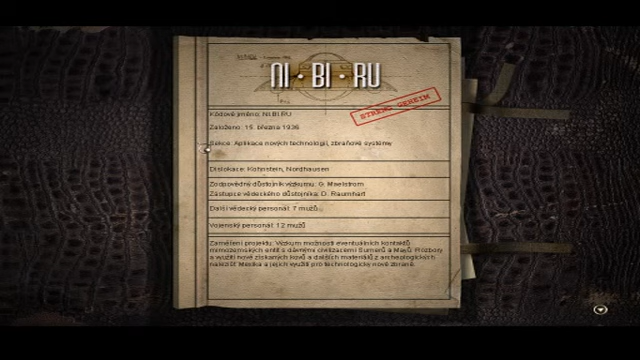 NI·BI·RU
STRENG GEHEIM
Kódové jméno: NI BI RU
Založeno: 15. března 1936
Sekce: Aplikace nových technologií, zbraňové systémy
Dislokace: Kohnstein, Nordhausen
Zodpovědný důstojník výzkumu: G. Maelstrom
Zástupce vědeckého důstojníka: D. Raumhart
Další vědecký personál: 7 mužů
Vojenský personál: 12 mužů
Zaměření projektu: Výzkum možností eventuálních kontaktů
mimozemských entit s dávnými civilizacemi Sumerů a Mayů. Rozbory
a využití nově získaných kovů a dalších materiálů z archeologických
nalezišť Mexika a jejich využití pro technologicky nové zbraně.